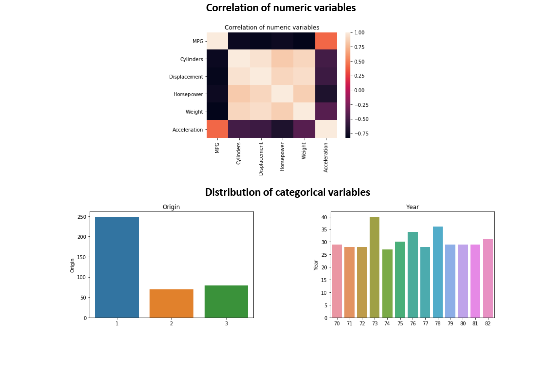 Correlation of numeric variables
Correlation of numeric variables
MPG
Cylinders
Displacement
Horsepower
Weight
Acceleration
MPG
Cylinders
Displacement
Horsepower
Weight
Acceleration
1.00
0.75
0.50
0.25
0.00
−0.25
−0.50
−0.75
Distribution of categorical variables
Origin
Origin
250
200
150
100
50
0
1 2 3
Year
Year
40
35
30
25
20
15
10
5
0
70 71 72 73 74 75 76 77 78 79 80 81 82